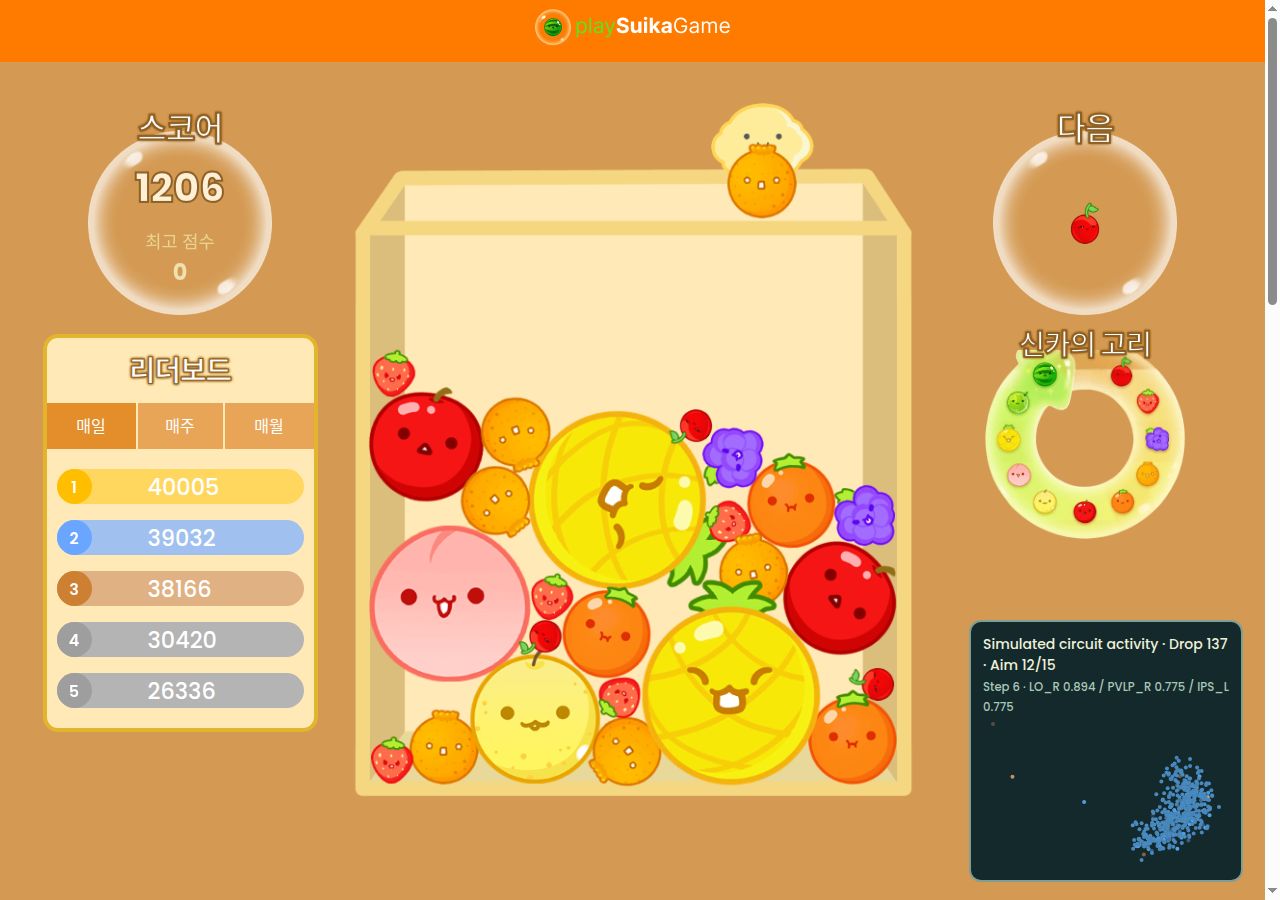 playSuikaGame
스코어
1206
최고 점수
0
다음
신카의 고리
리더보드
매일
매주
매월
1
40005
2
39032
3
38166
4
30420
5
26336
Simulated circuit activity · Drop 137
· Aim 12/15
Step 6 · LO_R 0.894 / PVLP_R 0.775 / IPS_L
0.775